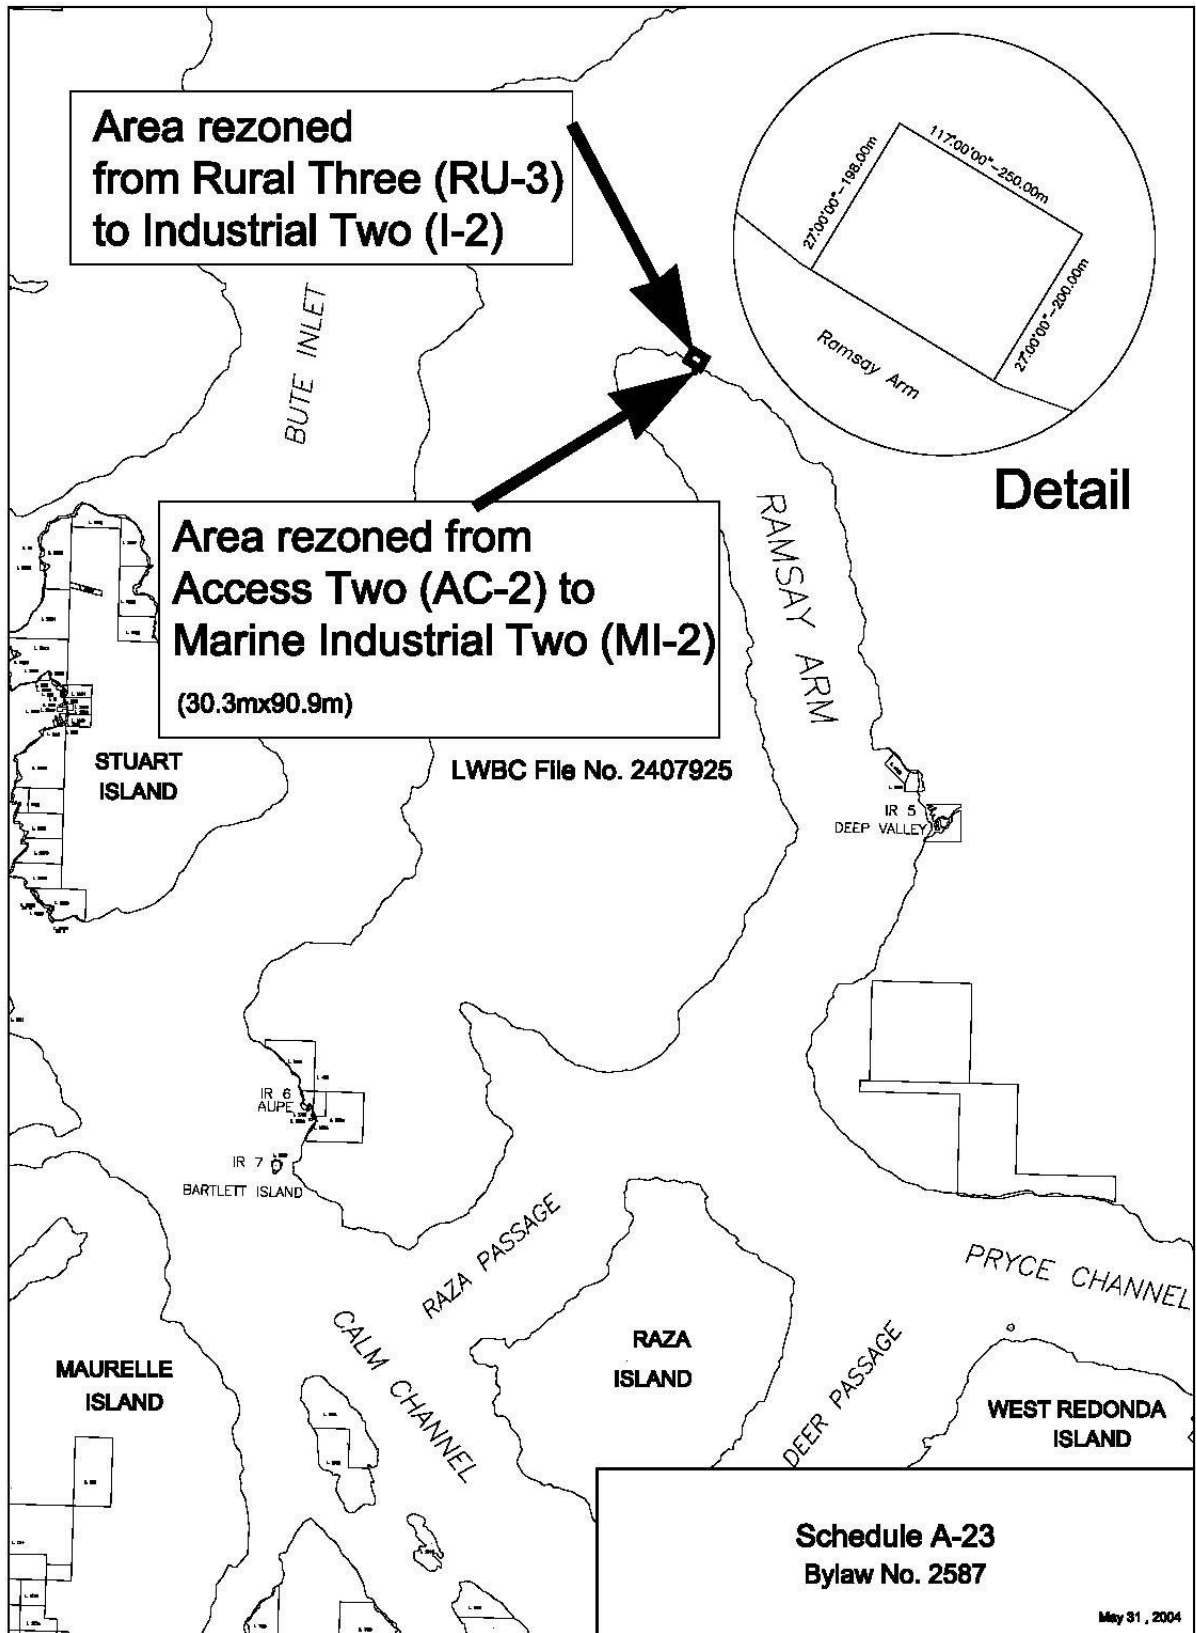 Area rezoned
from Rural Three (RU-3)
to Industrial Two (I-2)
117°00'00"-250.00m
27°00'00"-198.00m
27°00'00"-200.00m
Ramsay Arm
Detail
BUTE INLET
Area rezoned from
Access Two (AC-2) to
Marine Industrial Two (MI-2)
(30.3mx90.9m)
RAMSAY ARM
STUART
ISLAND
LWBC File No. 2407925
IR 5
DEEP VALLEY
IR 6
AUPE
IR 7
BARTLETT ISLAND
RAZA PASSAGE
PRYCE CHANNEL
CALM CHANNEL
RAZA
ISLAND
DEER PASSAGE
MAURELLE
ISLAND
WEST REDONDA
ISLAND
Schedule A-23
Bylaw No. 2587
May 31 , 2004